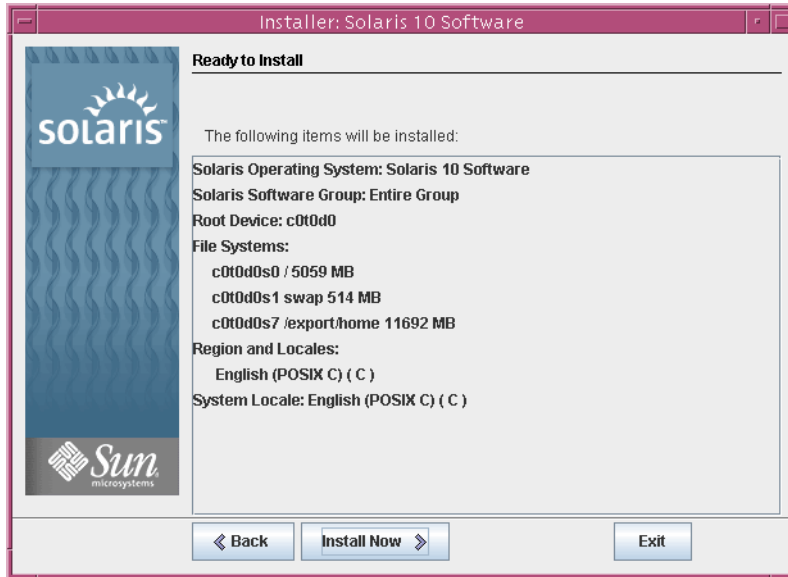 Installer: Solaris 10 Software
Ready to Install
solaris
The following items will be installed:
Solaris Operating System: Solaris 10 Software
Solaris Software Group: Entire Group
Root Device: c0t0d0
File Systems:
c0t0d0s0 / 5059 MB
c0t0d0s1 swap 514 MB
c0t0d0s7 /export/home 11692 MB
Region and Locales:
English (POSIX C) ( C )
System Locale: English (POSIX C) ( C )
Sun
microsystems
Back
Install Now
Exit